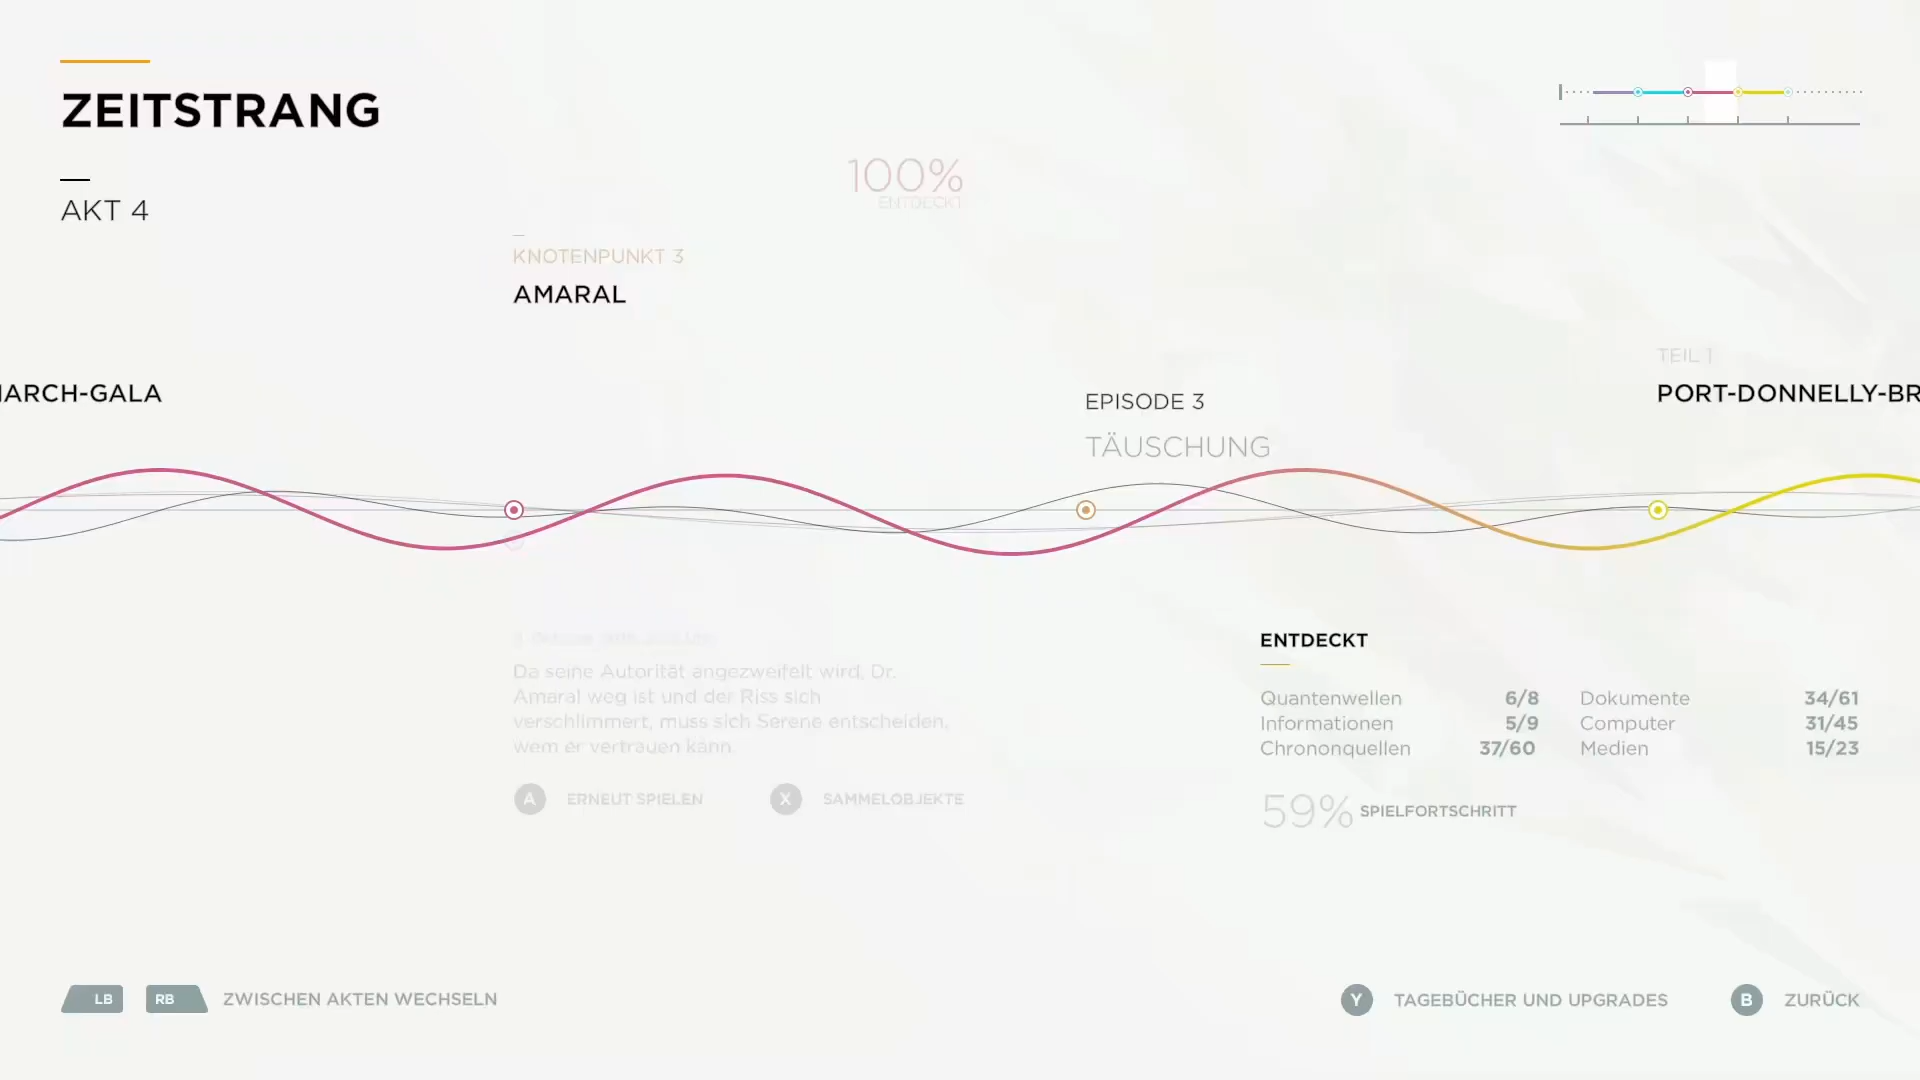 ZEITSTRANG
AKT 4
100%
ENTDECKT
KNOTENPUNKT 3
AMARAL
ARCH-GALA
EPISODE 3
TÄUSCHUNG
TEIL 1
PORT-DONNELLY-BR
Da seine Autorität angezweifelt wird, Dr.
Amaral weg ist und der Riss sich
verschlimmert, muss sich Serene entscheiden,
wem er vertrauen kann.
A ERNEUT SPIELEN X SAMMELOBJEKTE
ENTDECKT
Quantenwellen 6/8 Dokumente 34/61
Informationen 5/9 Computer 31/45
Chrononquellen 37/60 Medien 15/23
59% SPIELFORTSCHRITT
LB RB ZWISCHEN AKTEN WECHSELN
Y TAGEBÜCHER UND UPGRADES B ZURÜCK